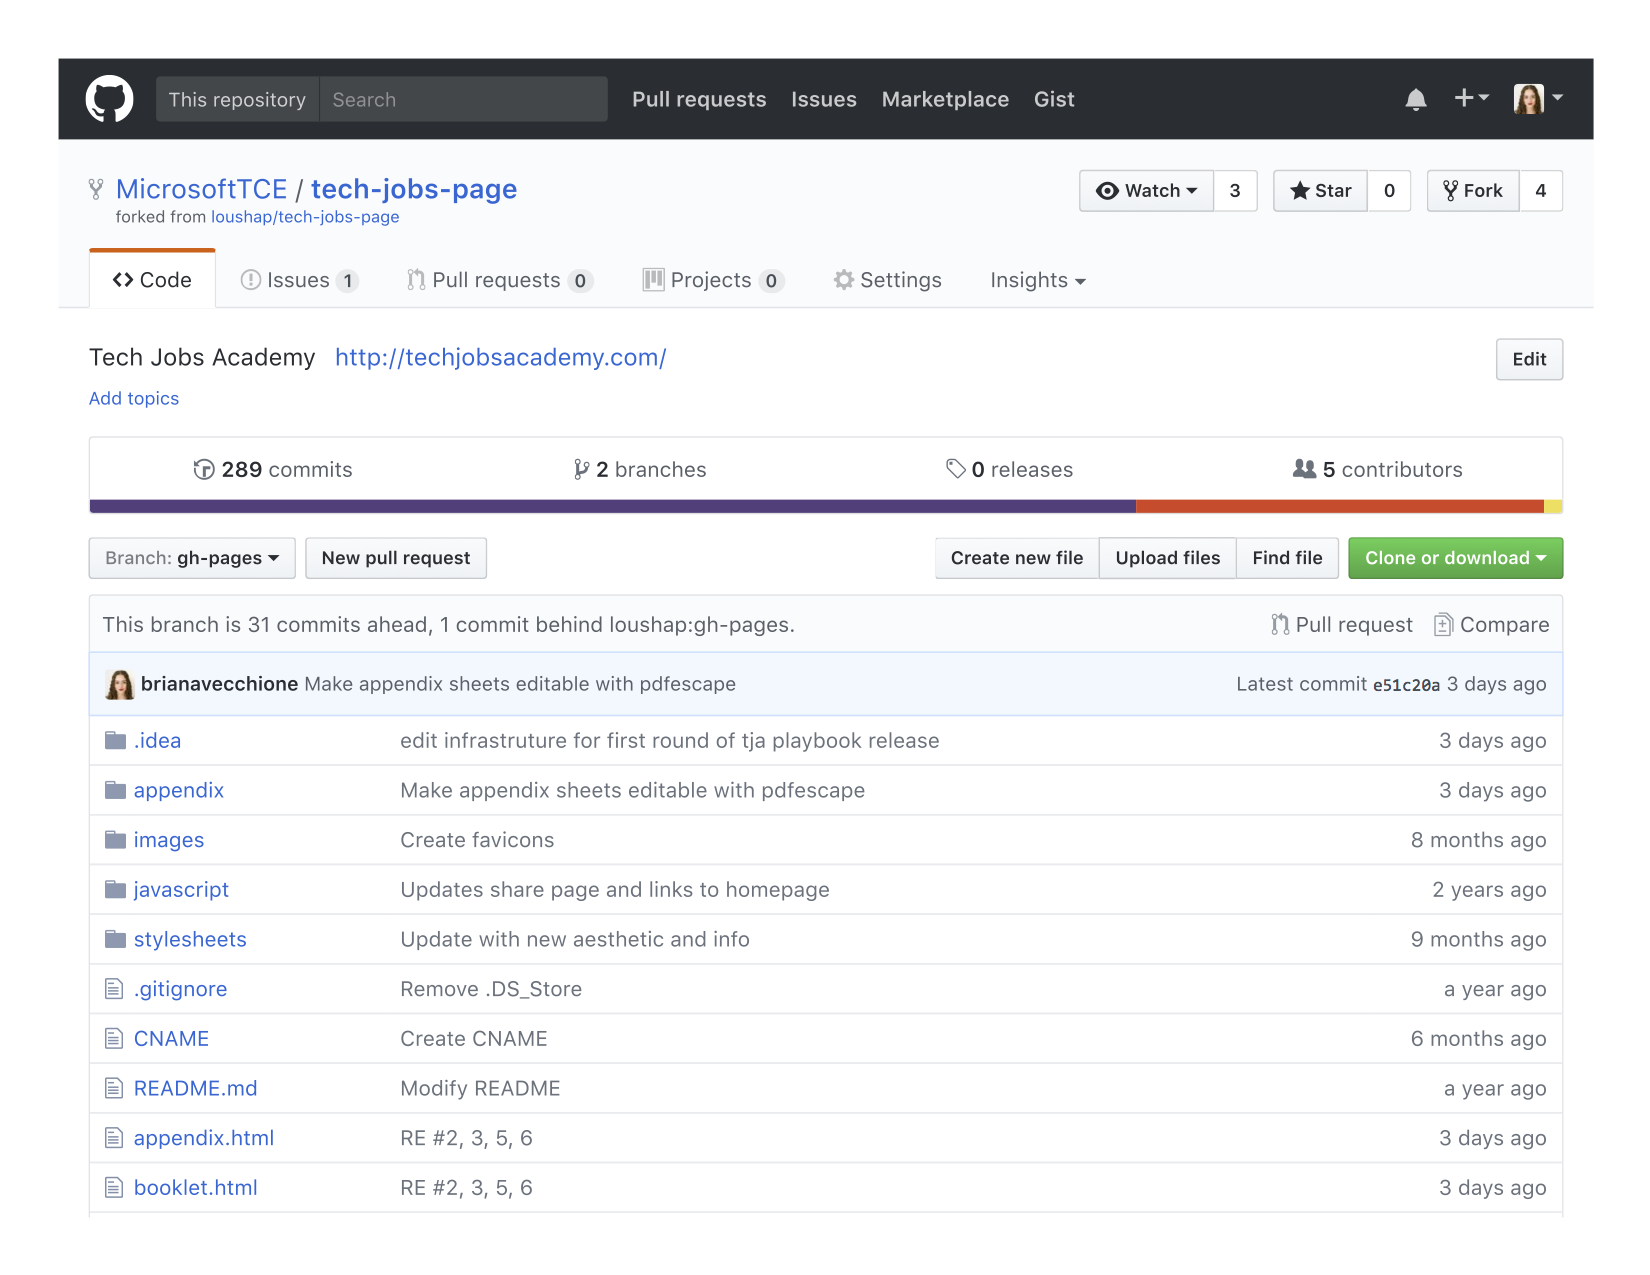 This repository Search Pull requests Issues Marketplace Gist
MicrosoftTCE / tech-jobs-page Watch 3 Star 0 Fork 4
forked from loushap/tech-jobs-page
Code Issues 1 Pull requests 0 Projects 0 Settings Insights
Tech Jobs Academy http://techjobsacademy.com/ Edit
Add topics
289 commits 2 branches 0 releases 5 contributors
Branch: gh-pages New pull request Create new file Upload files Find file Clone or download
This branch is 31 commits ahead, 1 commit behind loushap:gh-pages. Pull request Compare
brianavecchione Make appendix sheets editable with pdfescape Latest commit e51c20a 3 days ago
.idea edit infrastruture for first round of tja playbook release 3 days ago
appendix Make appendix sheets editable with pdfescape 3 days ago
images Create favicons 8 months ago
javascript Updates share page and links to homepage 2 years ago
stylesheets Update with new aesthetic and info 9 months ago
.gitignore Remove .DS_Store a year ago
CNAME Create CNAME 6 months ago
README.md Modify README a year ago
appendix.html RE #2, 3, 5, 6 3 days ago
booklet.html RE #2, 3, 5, 6 3 days ago